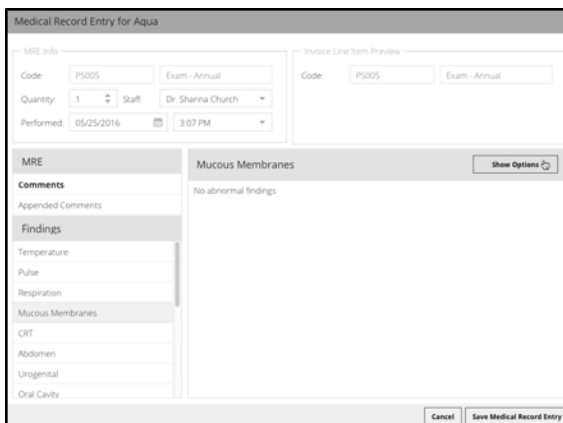 Medical Record Entry for Aqua
MRE Info
Invoice Line Item Preview
Code: PS005 Exam - Annual
Code: PS005 Exam - Annual
Quantity: 1 Staff: Dr. Shanna Church
Performed: 05/25/2016 3:07 PM
MRE
Comments
Appended Comments
Findings
Temperature
Pulse
Respiration
Mucous Membranes
CRT
Abdomen
Urogenital
Oral Cavity
Mucous Membranes
Show Options
No abnormal findings
Cancel
Save Medical Record Entry